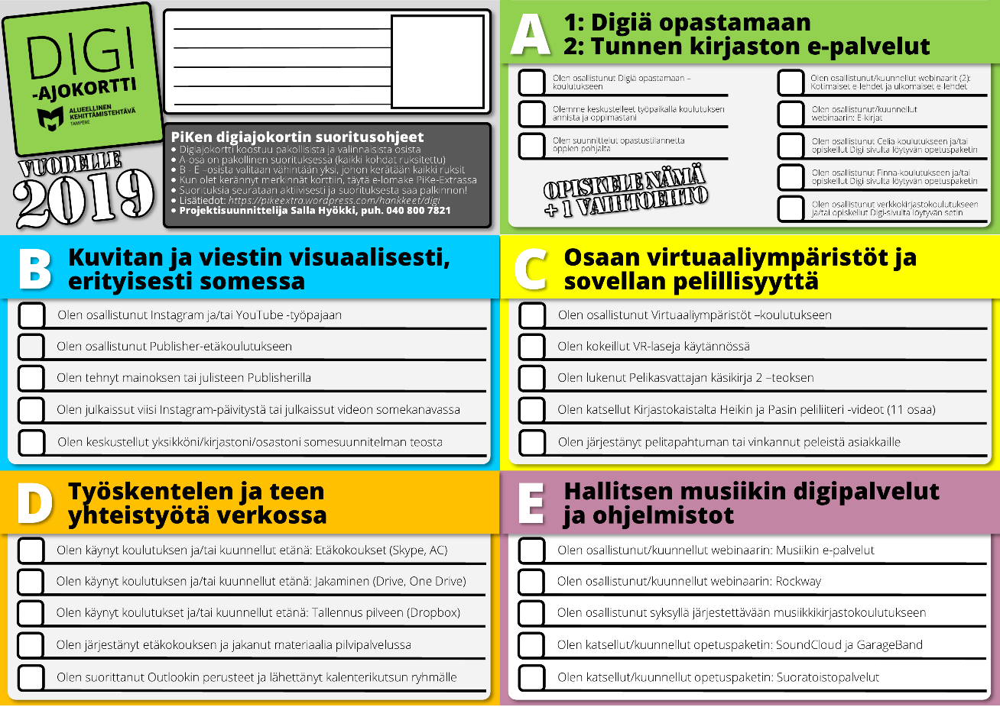 DIGI
-AJOKORTTI
ALUEELLINEN
KEHITTÄMISTEHTÄVÄ
TAMPERE
VUODELLE
2019
PiKen digiajokortin suoritusohjeet
● Digiajokortti koostuu pakollisista ja valinnaisista osista
● A-osa on pakollinen suorituksessa (kaikki kohdat ruksitettu)
● B - E –osista valitaan vähintään yksi, johon kerätään kaikki ruksit
● Kun olet kerännyt merkinnät korttiin, täytä e-lomake PiKe-Extrassa
● Suorituksia seurataan aktiivisesti ja suorituksesta saa palkinnon!
● Lisätiedot: https://pikeextra.wordpress.com/hankkeet/digi
● Projektisuunnittelija Salla Hyökki, puh. 040 800 7821
A
1: Digiä opastamaan
2: Tunnen kirjaston e-palvelut
Olen osallistunut Digiä opastamaan –
koulutukseen
Olemme keskustelleet työpaikalla koulutuksen
annista ja oppimastani
Olen suunnittelut opastustilannetta
oppien pohjalta
OPISKELE NÄMÄ
+ 1 VAIHTOEHTO
Olen osallistunut/kuunnellut webinaarit (2):
Kotimaiset e-lehdet ja ulkomaiset e-lehdet
Olen osallistunut/kuunnellut
webinaarin: E-kirjat
Olen osallistunut Celia-koulutukseen ja/tai
opiskellut Digi-sivulta löytyvän opetuspaketin
Olen osallistunut Finna-koulutukseen ja/tai
opiskellut Digi-sivulta löytyvän opetuspaketin
Olen osallistunut verkkokirjastokoulutukseen
ja/tai opiskellut Digi-sivulta löytyvän setin
B
Kuvitan ja viestin visuaalisesti,
erityisesti somessa
Olen osallistunut Instagram ja/tai YouTube -työpajaan
Olen osallistunut Publisher-etäkoulutukseen
Olen tehnyt mainoksen tai julisteen Publisherilla
Olen julkaissut viisi Instagram-päivitystä tai julkaissut videon somekanavassa
Olen keskustellut yksikköni/kirjastoni/osastoni somesuunnitelman teosta
C
Osaan virtuaaliympäristöt ja
sovellan pelillisyyttä
Olen osallistunut Virtuaaliympäristöt –koulutukseen
Olen kokeillut VR-laseja käytännössä
Olen lukenut Pelikasvattajan käsikirja 2 –teoksen
Olen katsellut Kirjastokaistalta Heikin ja Pasin peliliiteri -videot (11 osaa)
Olen järjestänyt pelitapahtuman tai vinkannut peleistä asiakkaille
D
Työskentelen ja teen
yhteistyötä verkossa
Olen käynyt koulutuksen ja/tai kuunnellut etänä: Etäkokoukset (Skype, AC)
Olen käynyt koulutuksen ja/tai kuunnellut etänä: Jakaminen (Drive, One Drive)
Olen käynyt koulutukset ja/tai kuunnellut etänä: Tallennus pilveen (Dropbox)
Olen järjestänyt etäkokouksen ja jakanut materiaalia pilvipalvelussa
Olen suorittanut Outlookin perusteet ja lähettänyt kalenterikutsun ryhmälle
E
Hallitsen musiikin digipalvelut
ja ohjelmistot
Olen osallistunut/kuunnellut webinaarin: Musiikin e-palvelut
Olen osallistunut/kuunnellut webinaarin: Rockway
Olen osallistunut syksyllä järjestettävään musiikkikirjastokoulutukseen
Olen katsellut/kuunnellut opetuspaketin: SoundCloud ja GarageBand
Olen katsellut/kuunnellut opetuspaketin: Suoratoistopalvelut